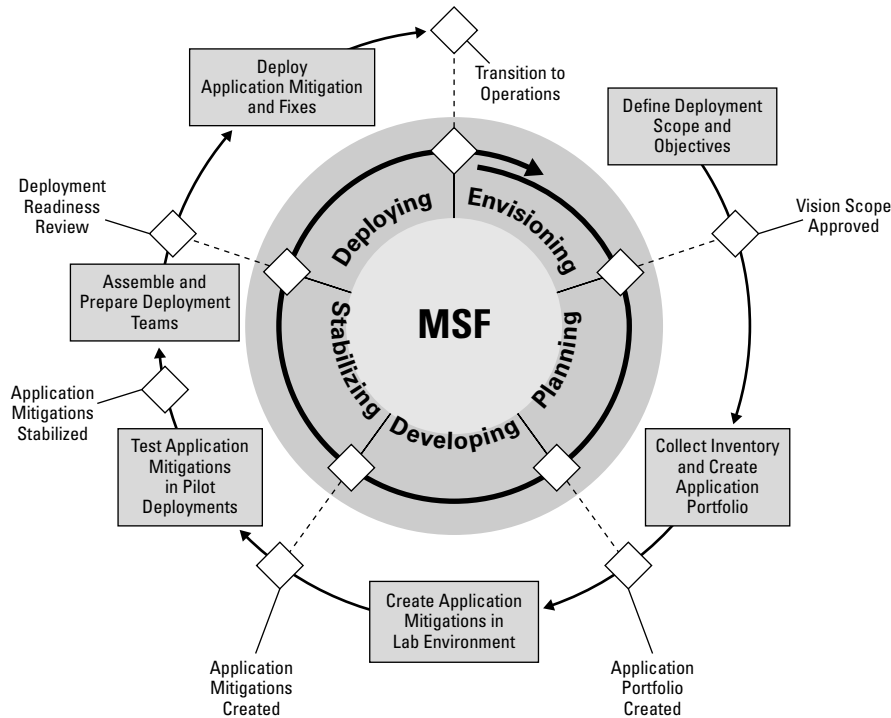 Deploy
Application Mitigation
and Fixes
Transition to
Operations
Define Deployment
Scope and
Objectives
Deployment
Readiness
Review
Vision Scope
Approved
Deploying
Envisioning
Assemble and
Prepare Deployment
Teams
MSF
Stabilizing
Planning
Developing
Application
Mitigations
Stabilized
Test Application
Mitigations
in Pilot
Deployments
Collect Inventory
and Create
Application
Portfolio
Create Application
Mitigations in
Lab Environment
Application
Mitigations
Created
Application
Portfolio
Created